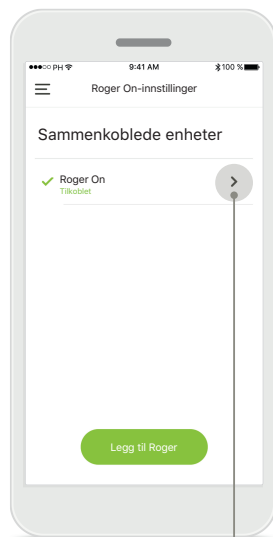 ●●●○○ PH 9:41 AM 100 %
Roger On-innstillinger
Sammenkoblede enheter
Roger On
Tilkoblet
Legg til Roger